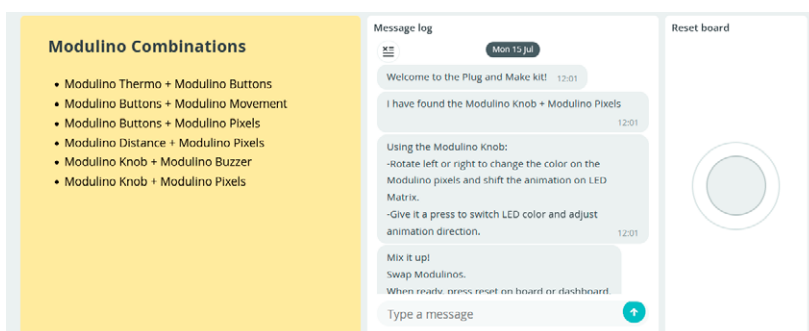 Modulino Combinations
• Modulino Thermo + Modulino Buttons
• Modulino Buttons + Modulino Movement
• Modulino Buttons + Modulino Pixels
• Modulino Distance + Modulino Pixels
• Modulino Knob + Modulino Buzzer
• Modulino Knob + Modulino Pixels
Message log
Mon 15 Jul
Welcome to the Plug and Make kit! 12:01
I have found the Modulino Knob + Modulino Pixels
12:01
Using the Modulino Knob:
-Rotate left or right to change the color on the
Modulino pixels and shift the animation on LED
Matrix.
-Give it a press to switch LED color and adjust
animation direction. 12:01
Mix it up!
Swap Modulinos.
When ready, press reset on board or dashboard.
Type a message
Reset board